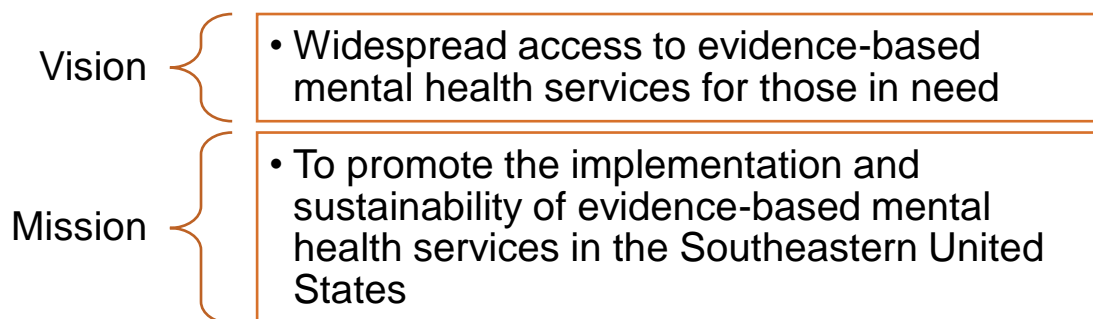 Vision
• Widespread access to evidence-based
mental health services for those in need
Mission
• To promote the implementation and
sustainability of evidence-based mental
health services in the Southeastern United
States